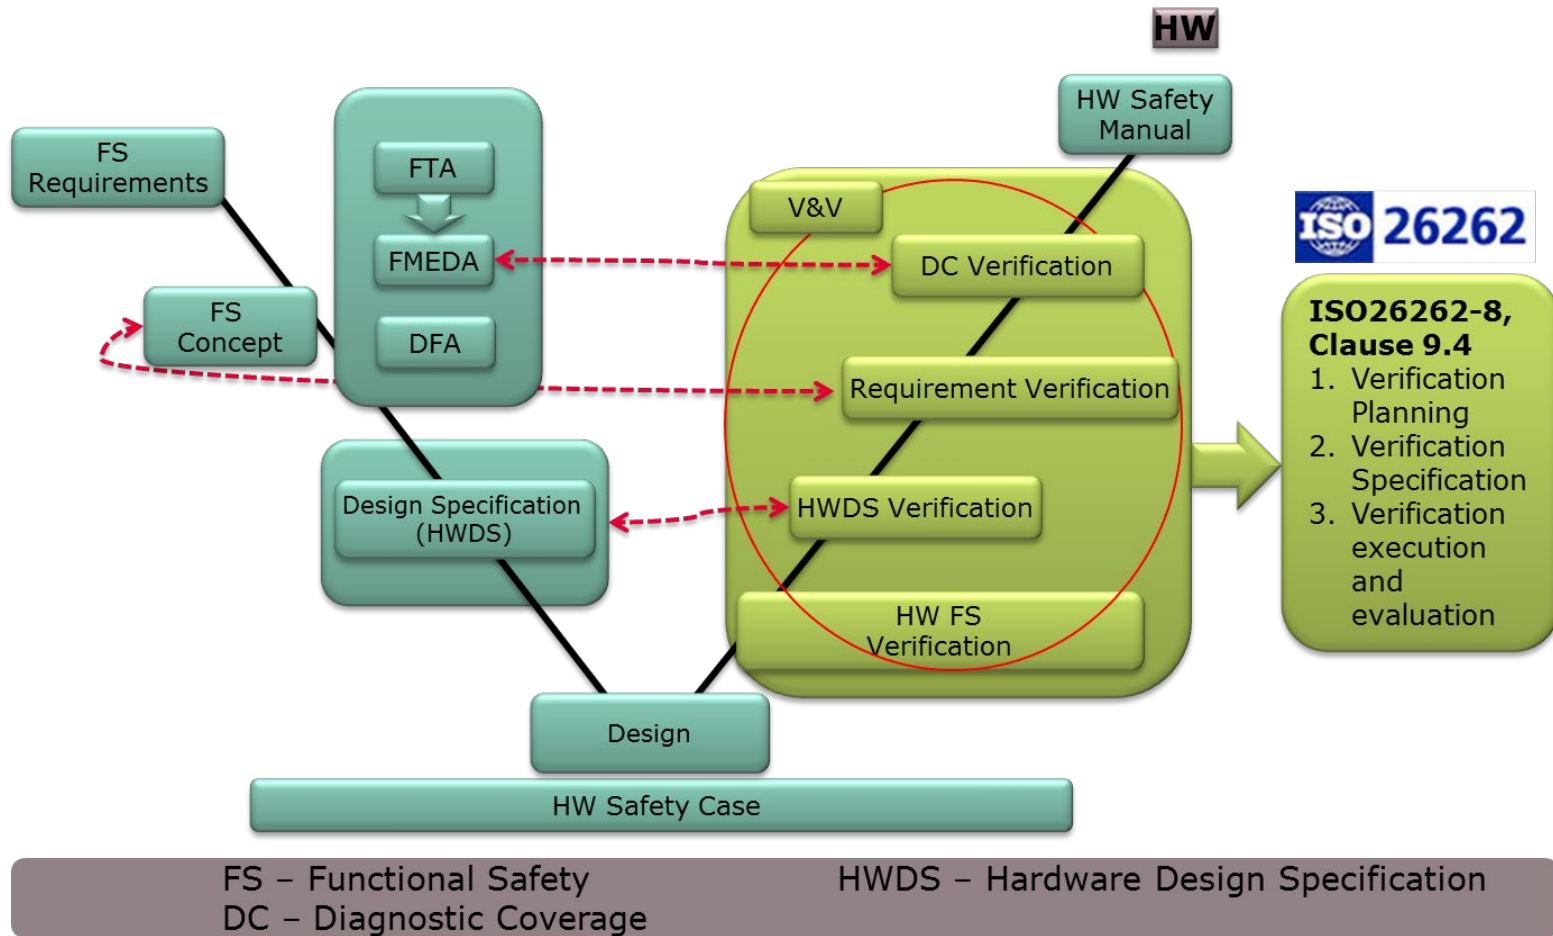 HW
HW Safety
Manual
FS
Requirements
FTA
FMEDA
DFA
FS
Concept
Design Specification
(HWDS)
V&V
DC Verification
Requirement Verification
HWDS Verification
HW FS
Verification
Design
HW Safety Case
ISO 26262
ISO26262-8,
Clause 9.4
1. Verification
Planning
2. Verification
Specification
3. Verification
execution
and
evaluation
FS – Functional Safety
HWDS – Hardware Design Specification
DC – Diagnostic Coverage